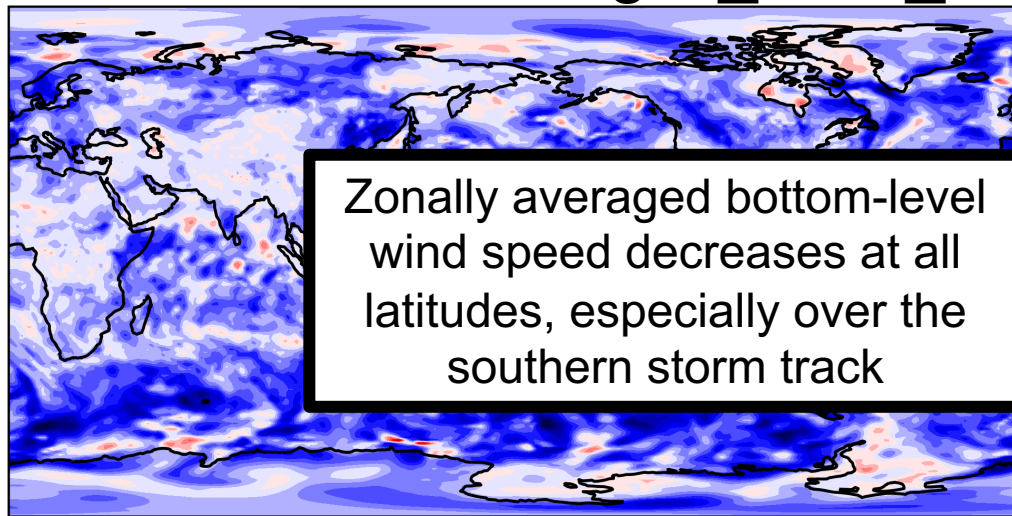 Zonally averaged bottom-level
wind speed decreases at all
latitudes, especially over the
southern storm track